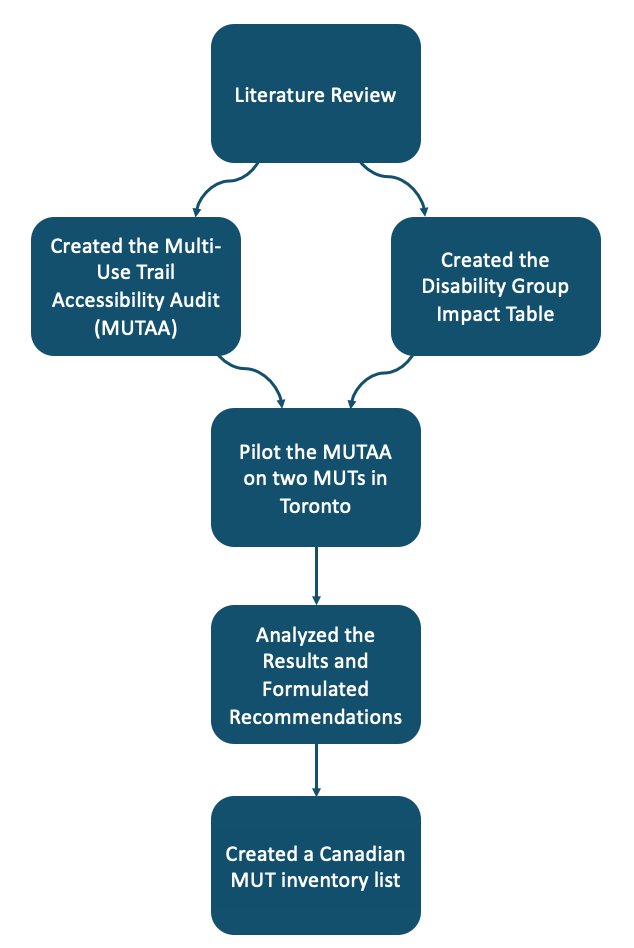 Literature Review
Created the Multi-
Use Trail
Accessibility Audit
(MUTAA)
Created the
Disability Group
Impact Table
Pilot the MUTAA
on two MUTs in
Toronto
Analyzed the
Results and
Formulated
Recommendations
Created a Canadian
MUT inventory list